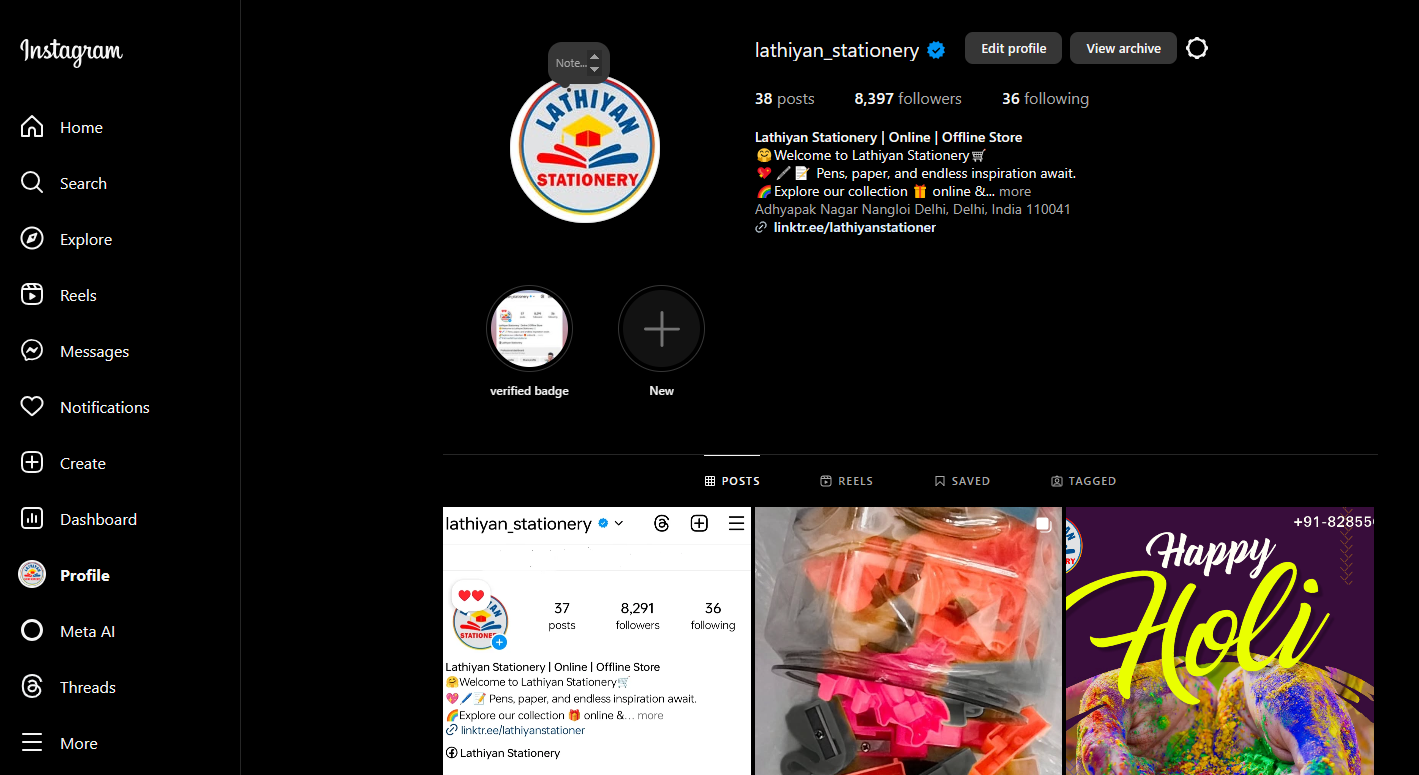 Instagram
Home
Search
Explore
Reels
Messages
Notifications
Create
Dashboard
Profile
Meta AI
Threads
More
Note...
LATHIYAN
STATIONERY
lathiyan_stationery
Edit profile
View archive
38 posts
8,397 followers
36 following
Lathiyan Stationery | Online | Offline Store
🤗Welcome to Lathiyan Stationery🛒
💖🖊️📝 Pens, paper, and endless inspiration await.
🌈Explore our collection 🎁 online &... more
Adhyapak Nagar Nangloi Delhi, Delhi, India 110041
linktr.ee/lathiyanstationer
verified badge
New
POSTS
REELS
SAVED
TAGGED
lathiyan_stationery
37 8,291 36
posts followers following
Lathiyan Stationery | Online | Offline Store
🤗Welcome to Lathiyan Stationery🛒
💖🖊️📝 Pens, paper, and endless inspiration await.
🌈Explore our collection 🎁 online &... more
linktr.ee/lathiyanstationer
Lathiyan Stationery
+91-82855
Happy
Holi